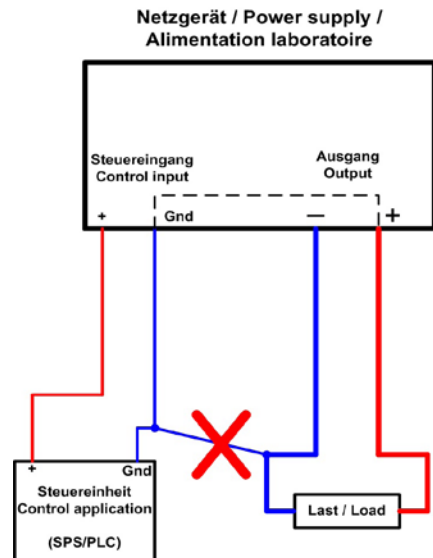 Netzgerät / Power supply /
Alimentation laboratoire
Steuereingang
Control input
Ausgang
Output
+
Gnd
—
+
+
Gnd
Steuereinheit
Control application
(SPS/PLC)
Last / Load